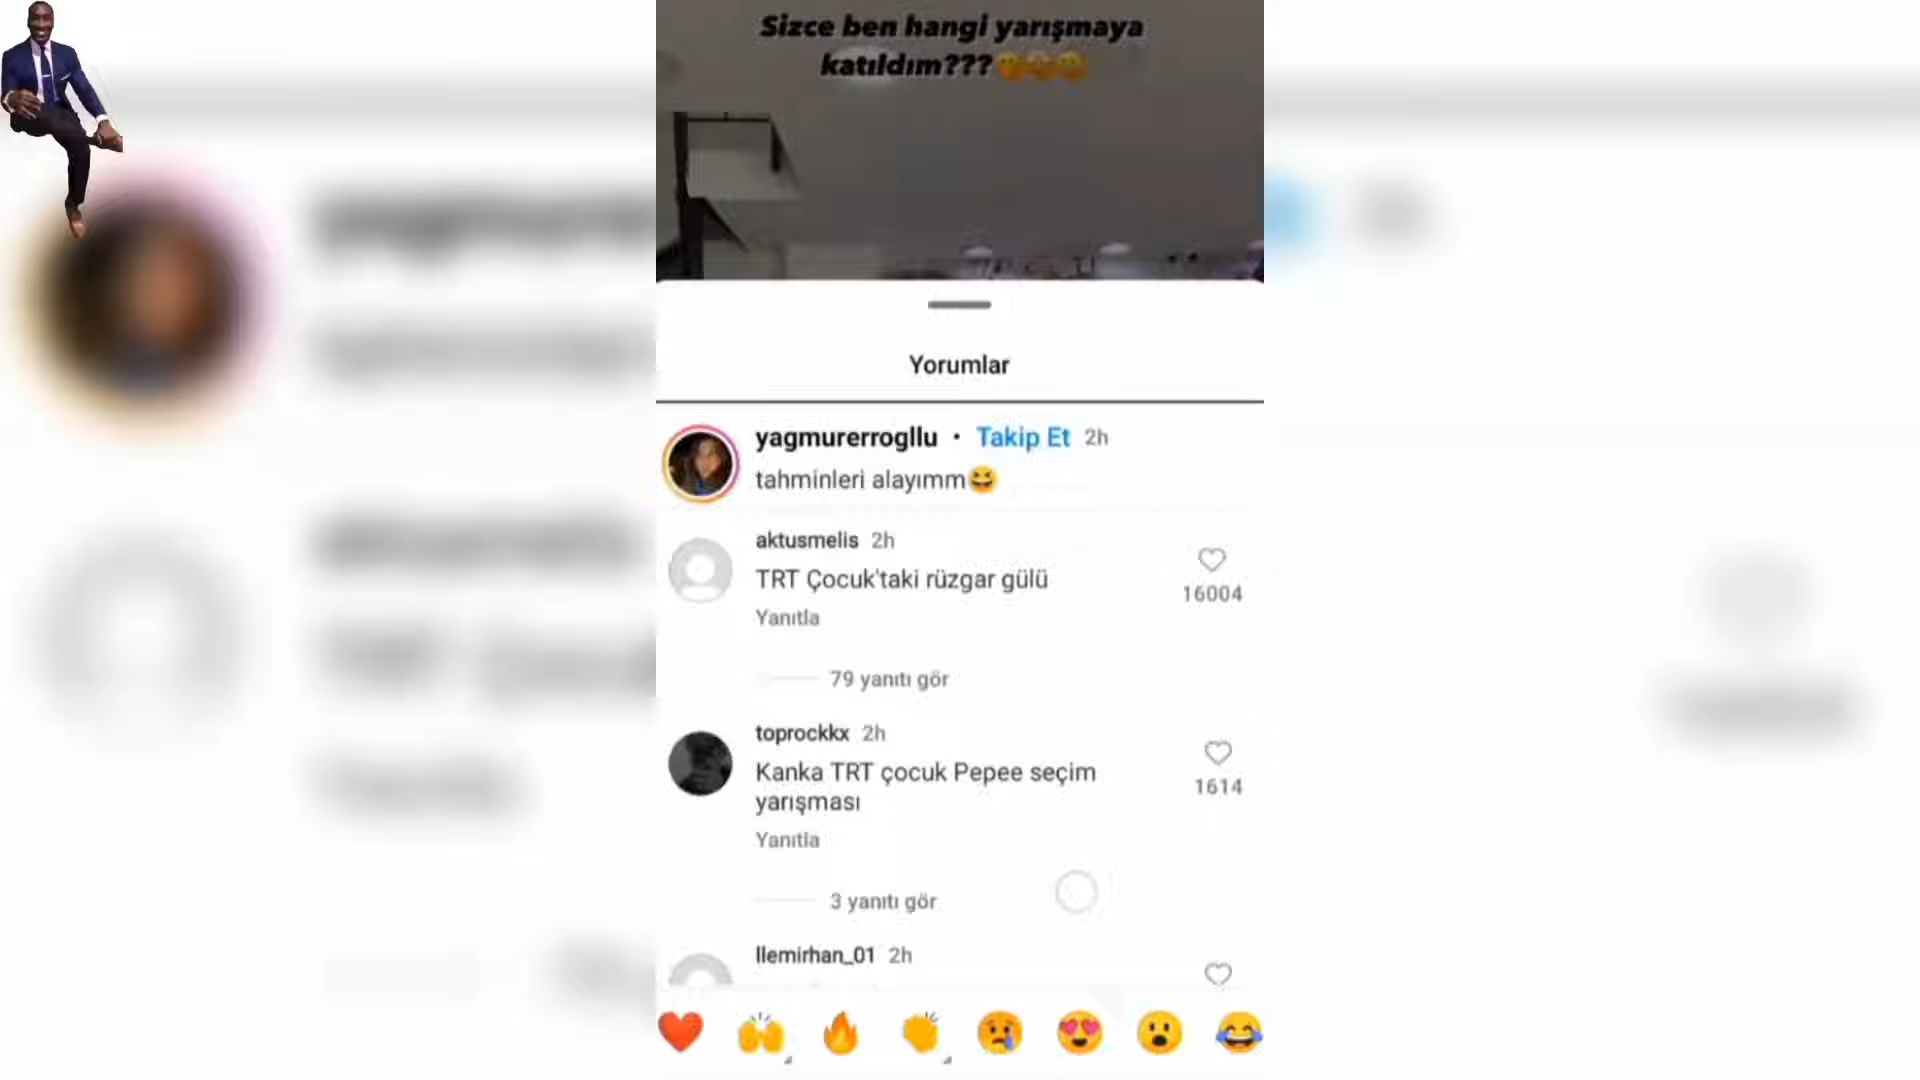 Sizce ben hangi yarışmaya
katıldım???
Yorumlar
yagmurerrogllu • Takip Et 2h
tahminleri alayımm😆
aktusmelis 2h
TRT Çocuk'taki rüzgar gülü
16004
Yanıtla
79 yanıtı gör
toprockkx 2h
Kanka TRT çocuk Pepee seçim
yarışması
1614
Yanıtla
3 yanıtı gör
llemirhan_01 2h